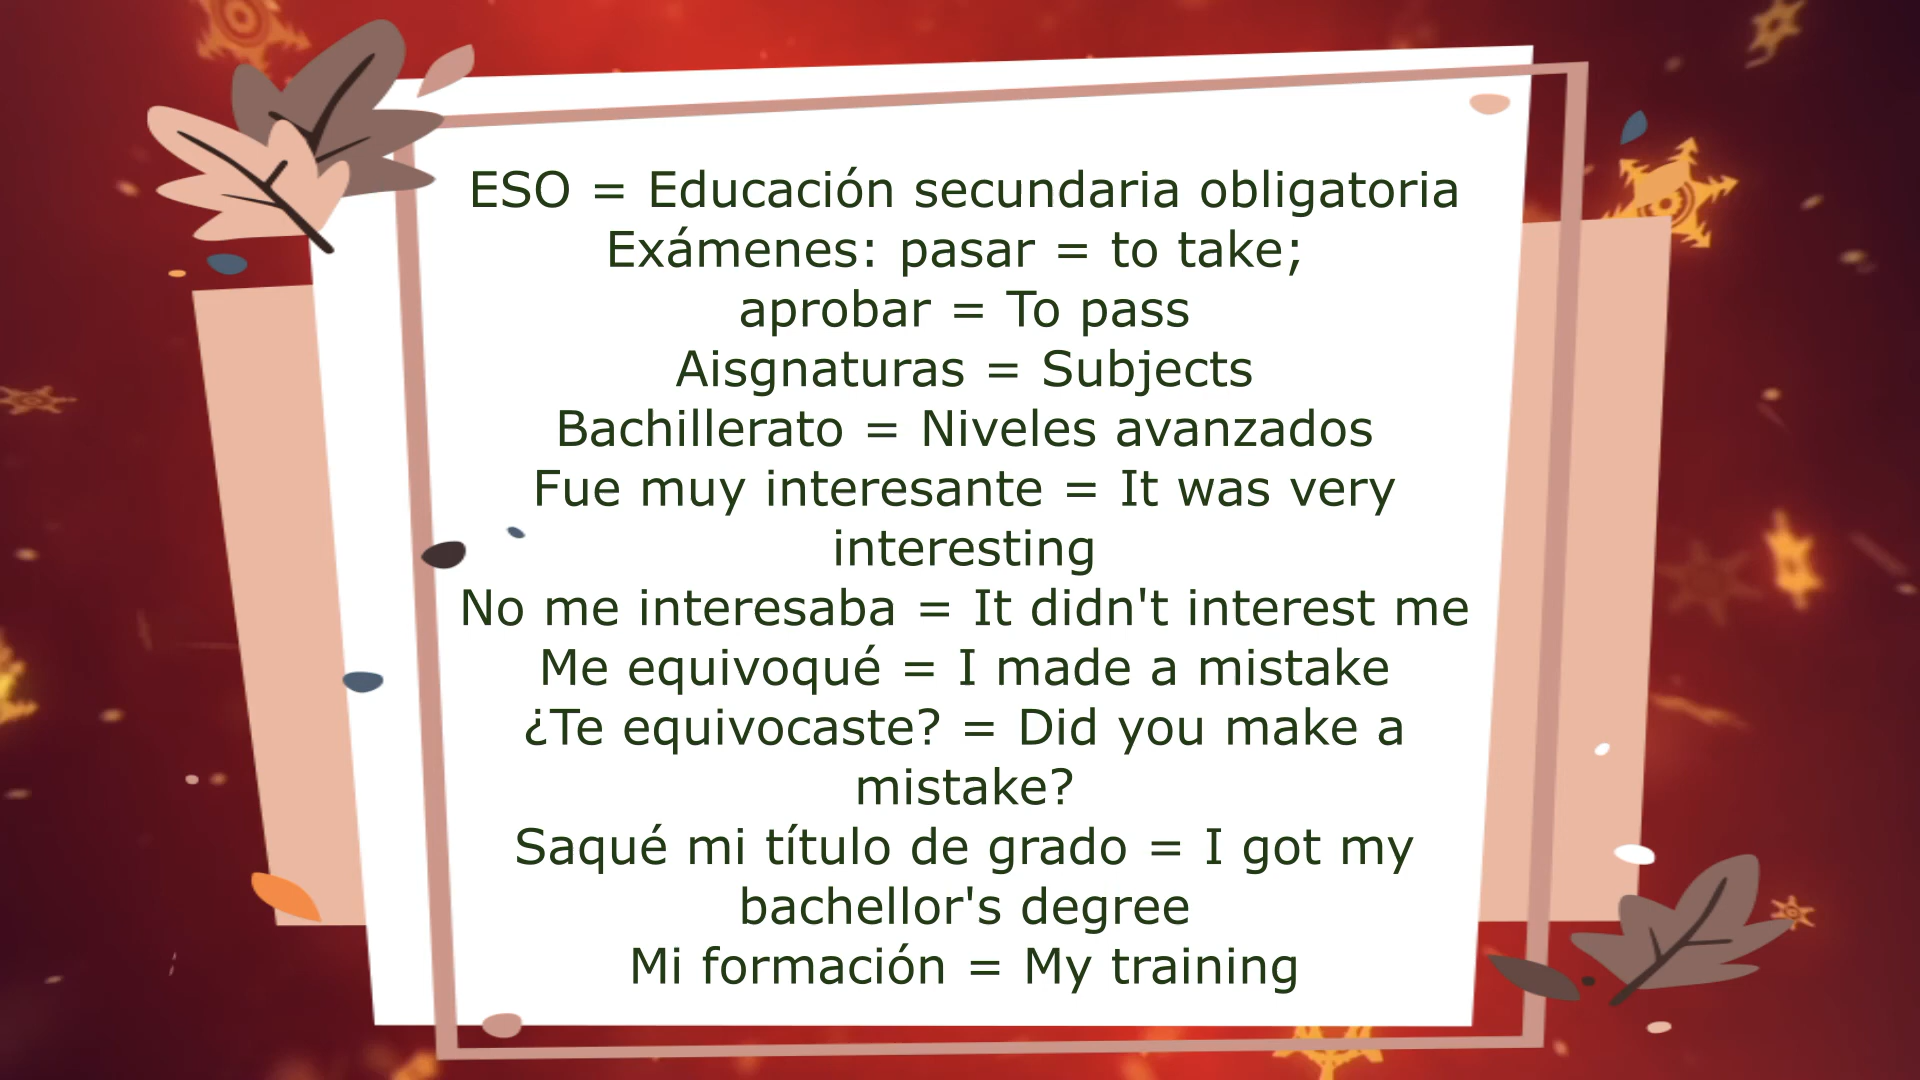 ESO = Educación secundaria obligatoria
Exámenes: pasar = to take;
aprobar = To pass
Aisgnaturas = Subjects
Bachillerato = Niveles avanzados
Fue muy interesante = It was very
interesting
No me interesaba = It didn't interest me
Me equivoqué = I made a mistake
¿Te equivocaste? = Did you make a
mistake?
Saqué mi título de grado = I got my
bachellor's degree
Mi formación = My training